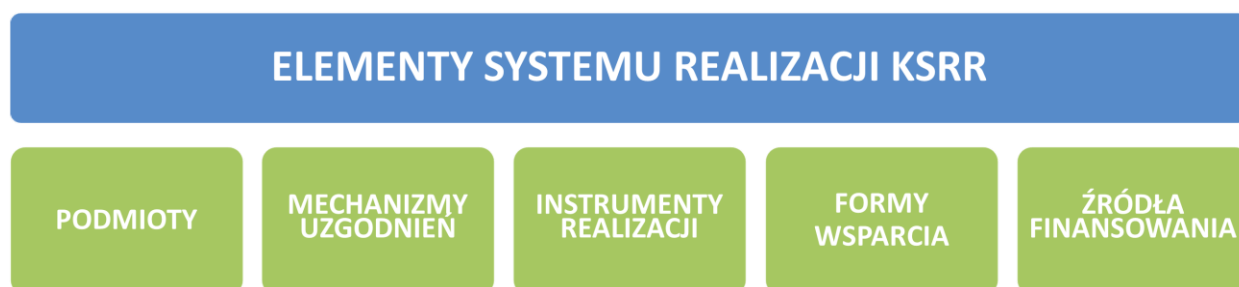 ELEMENTY SYSTEMU REALIZACJI KSRR
PODMIOTY
MECHANIZMY
UZGODNIEŃ
INSTRUMENTY
REALIZACJI
FORMY
WSPARCIA
ŹRÓDŁA
FINANSOWANIA